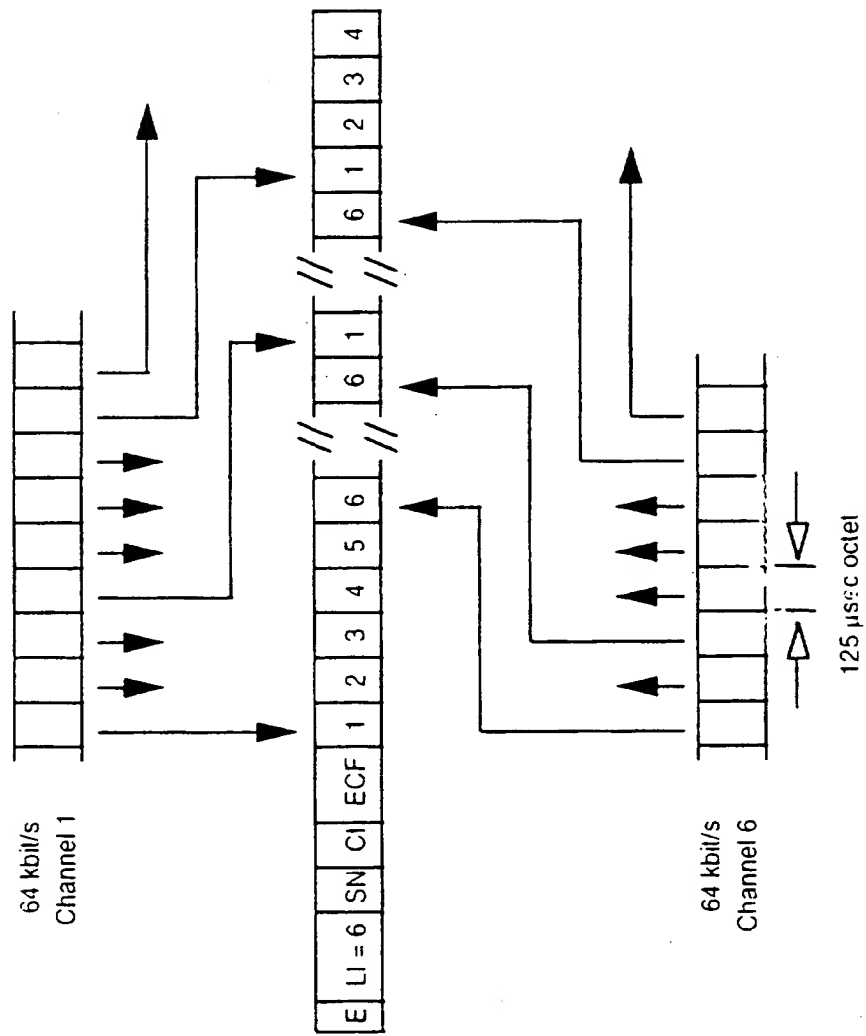 64 kbit/s
Channel 1
E LI = 6 SN CI ECF 1 2 3 4 5 6 6 1 6 1 2 3 4
64 kbit/s
Channel 6
125 µsec octet